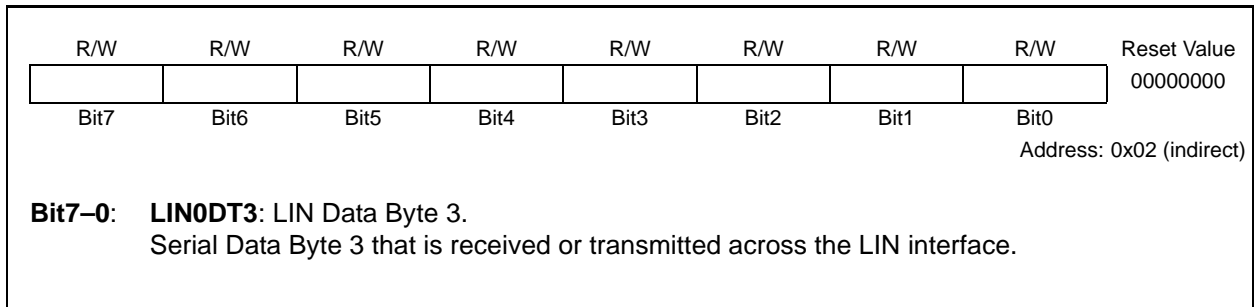 R/W R/W R/W R/W R/W R/W R/W R/W Reset Value
00000000
Bit7 Bit6 Bit5 Bit4 Bit3 Bit2 Bit1 Bit0
Address: 0x02 (indirect)
Bit7–0: LIN0DT3: LIN Data Byte 3.
Serial Data Byte 3 that is received or transmitted across the LIN interface.